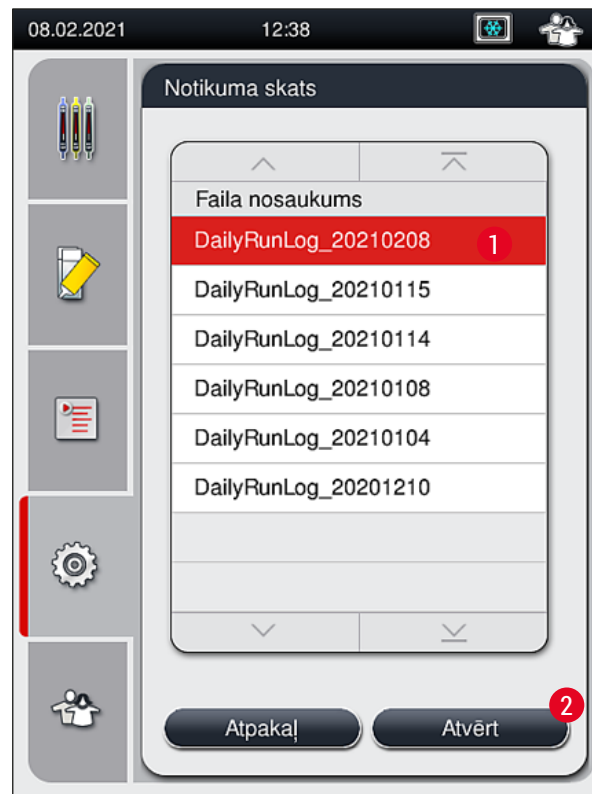 08.02.2021 12:38
Notikuma skats
Faila nosaukums
DailyRunLog_20210208 1
DailyRunLog_20210115
DailyRunLog_20210114
DailyRunLog_20210108
DailyRunLog_20210104
DailyRunLog_20201210
2
Atpakaļ Atvērt